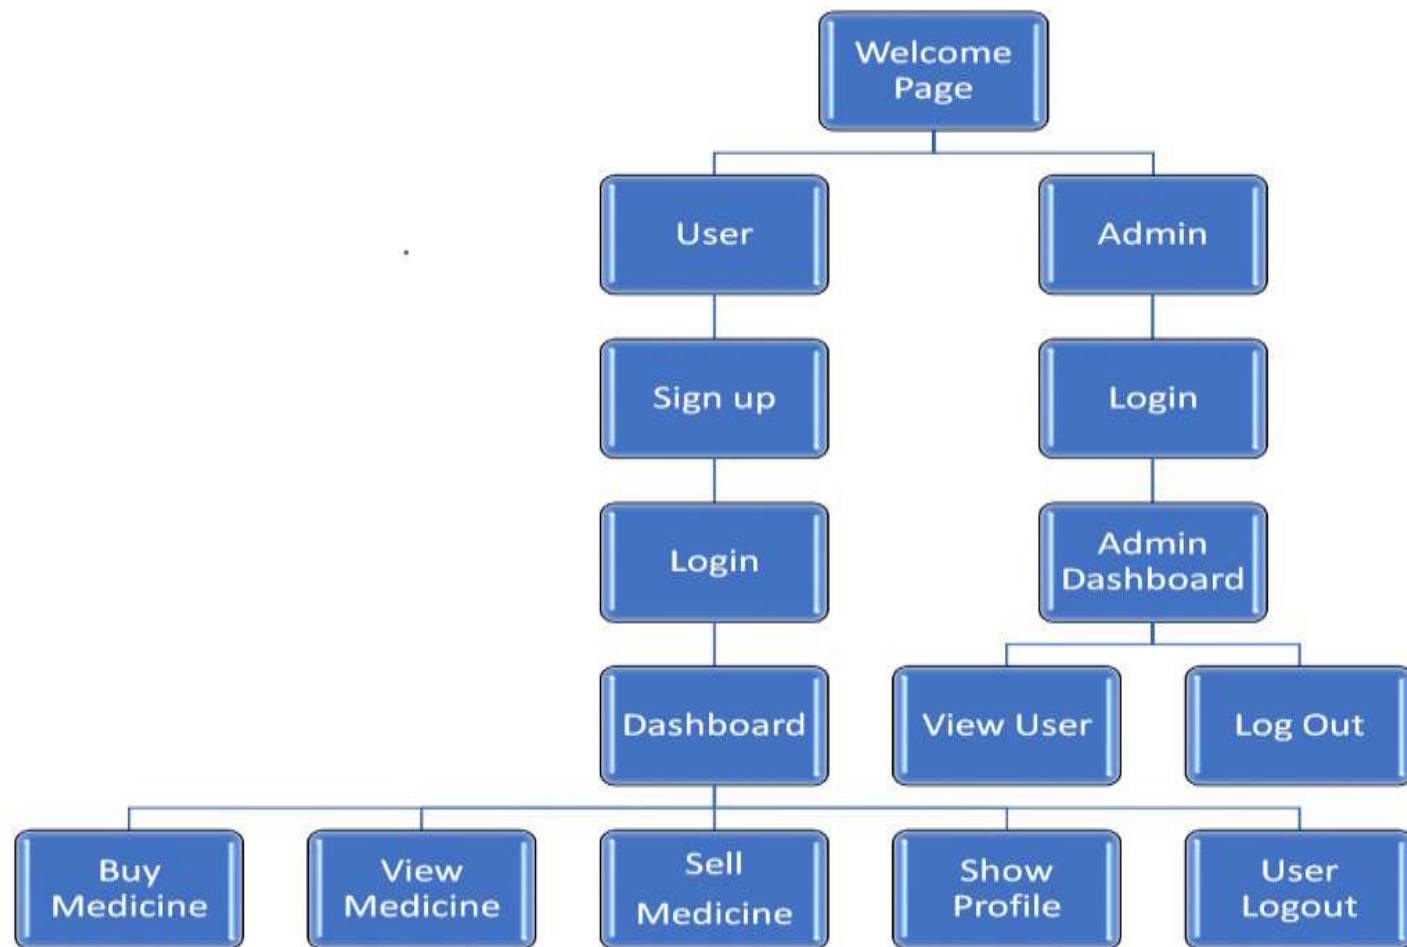 Welcome
Page
User
Admin
Sign up
Login
Login
Admin
Dashboard
Dashboard
View User
Log Out
Buy
Medicine
View
Medicine
Sell
Medicine
Show
Profile
User
Logout